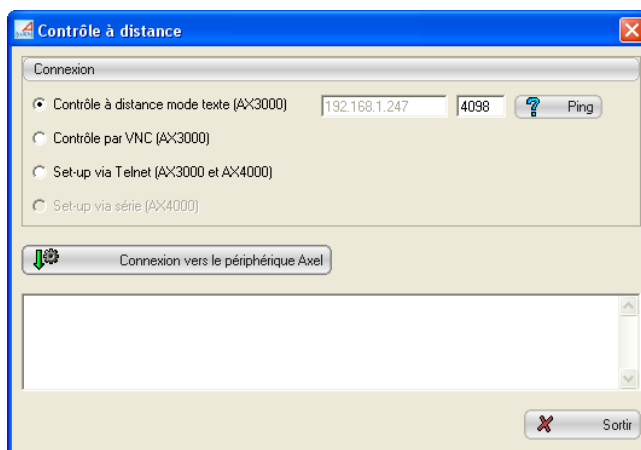 Contrôle à distance
Connexion
Contrôle à distance mode texte (AX3000) 192.168.1.247 4098 ? Ping
Contrôle par VNC (AX3000)
Set-up via Telnet (AX3000 et AX4000)
Set-up via série (AX4000)
Connexion vers le périphérique Axel
Sortir